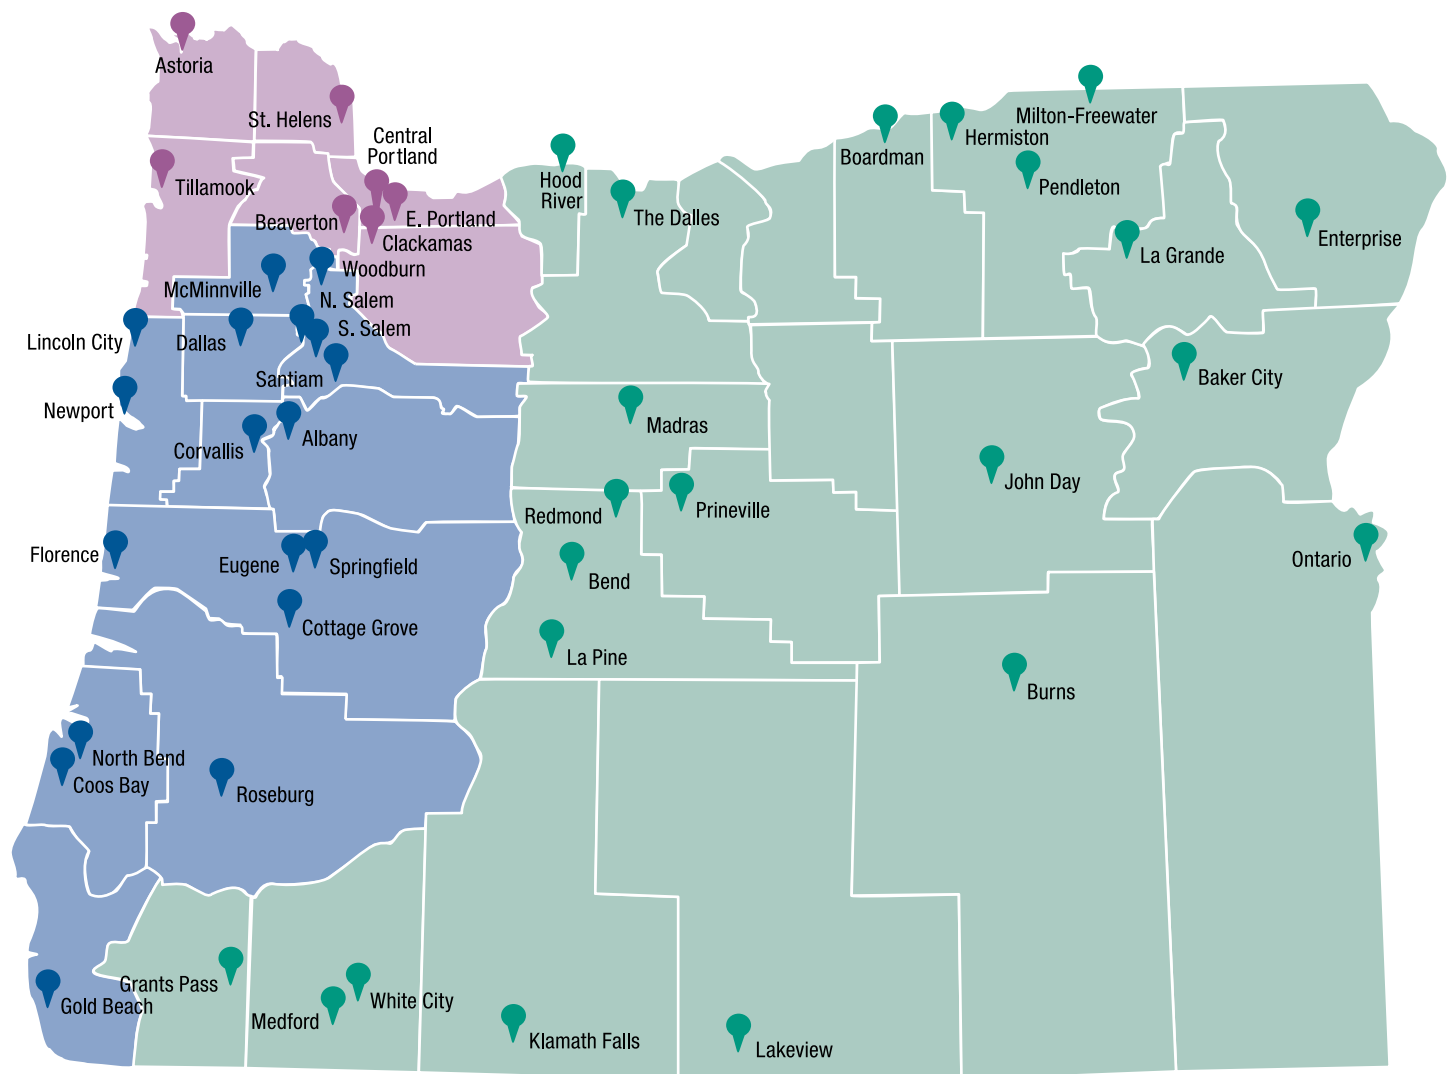 Astoria
St. Helens
Central
Portland
Tillamook
Beaverton
E. Portland
Clackamas
Hood
River
The Dalles
Boardman
Hermiston
Milton-Freewater
Pendleton
La Grande
Enterprise
Woodburn
McMinnville
N. Salem
S. Salem
Lincoln City
Dallas
Santiam
Newport
Corvallis
Albany
Madras
Baker City
John Day
Redmond
Prineville
Florence
Eugene
Springfield
Bend
Ontario
Cottage Grove
La Pine
Burns
North Bend
Coos Bay
Roseburg
Grants Pass
Gold Beach
Medford
White City
Klamath Falls
Lakeview